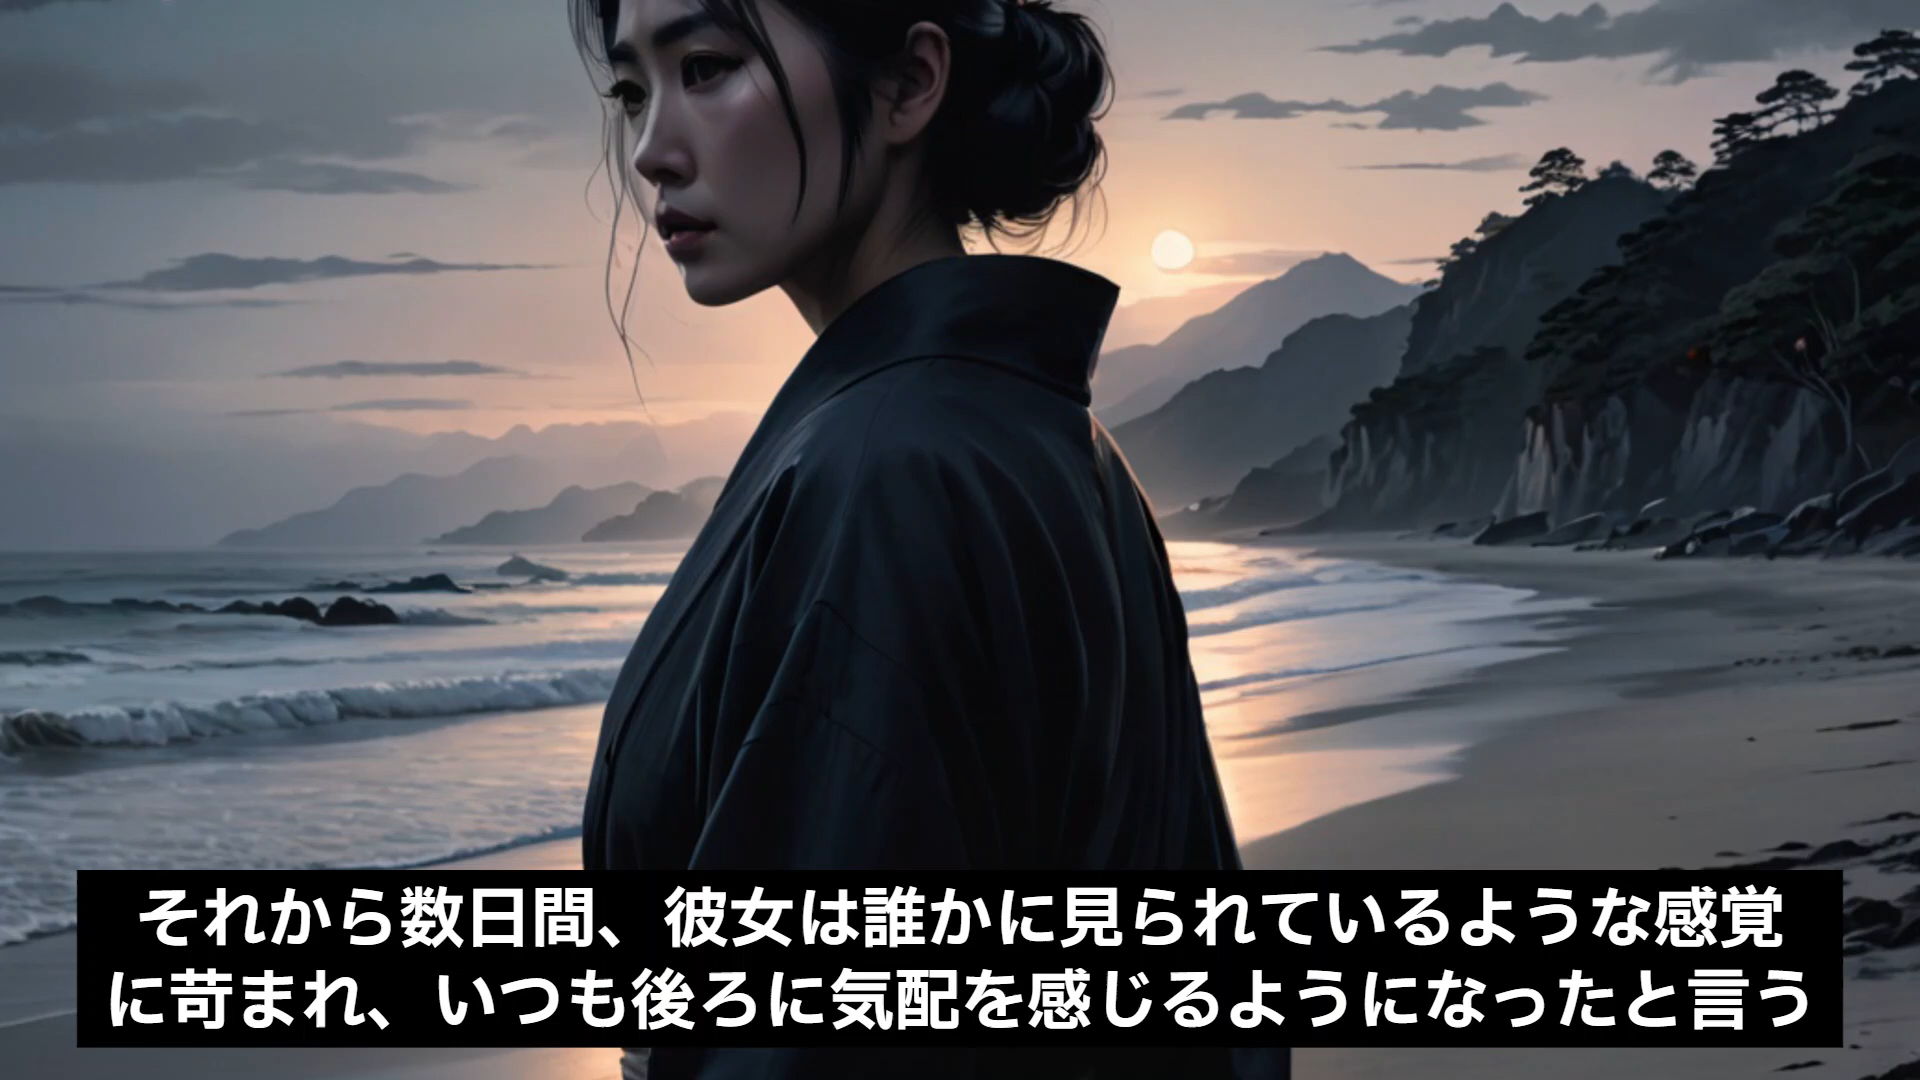 それから数日間、彼女は誰かに見られているような感覚
に苛まれ、いつも後ろに気配を感じるようになったと言う